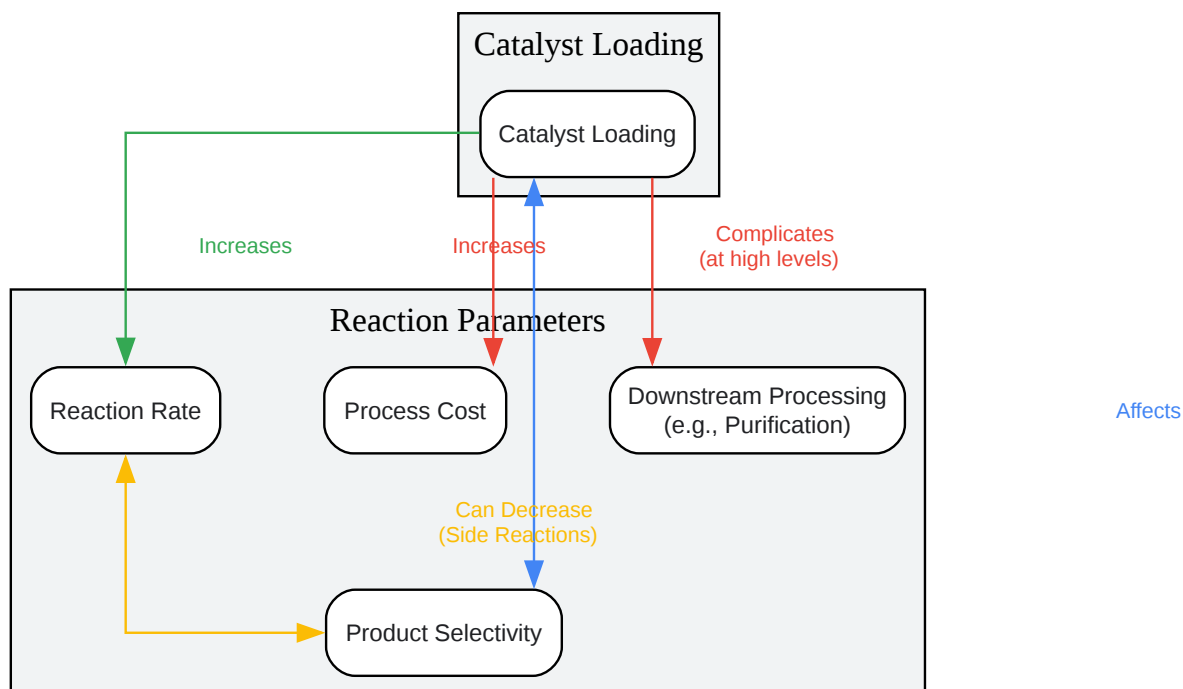 Catalyst Loading
Catalyst Loading
Increases
Increases
Complicates
(at high levels)
Reaction Parameters
Reaction Rate
Process Cost
Downstream Processing
(e.g., Purification)
Affects
Can Decrease
(Side Reactions)
Product Selectivity